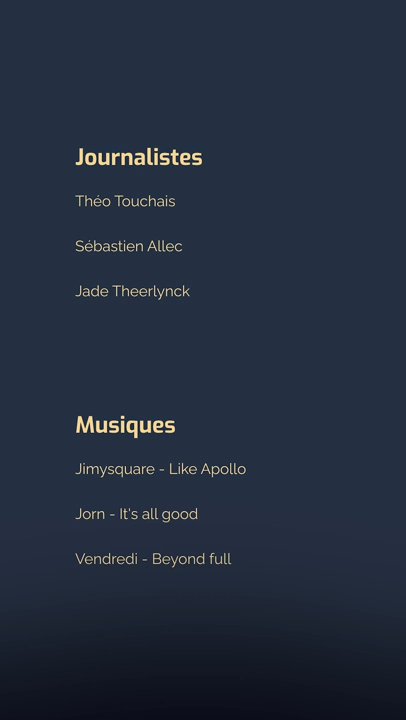 Journalistes
Théo Touchais
Sébastien Allec
Jade Theerlynck
Musiques
Jimysquare - Like Apollo
Jorn - It's all good
Vendredi - Beyond full